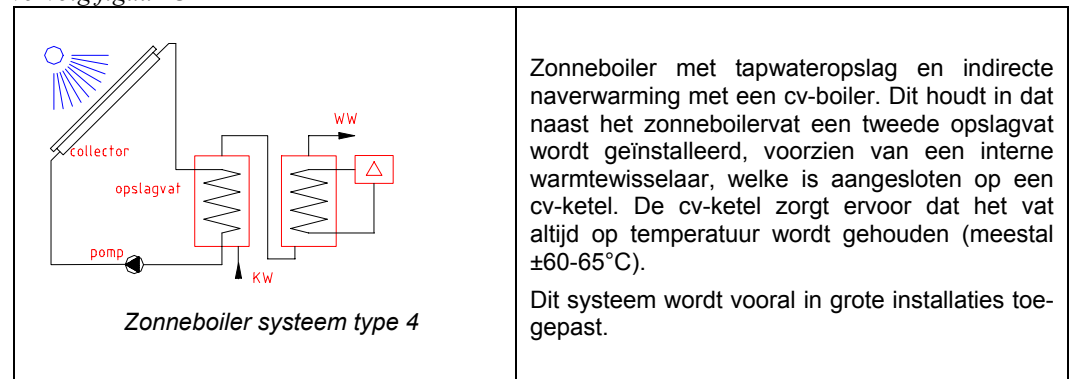 collector
opslagvat
pomp
KW
WW
Zonneboiler systeem type 4
Zonneboiler met tapwateropslag en indirecte
naverwarming met een cv-boiler. Dit houdt in dat
naast het zonneboilervat een tweede opslagvat
wordt geïnstalleerd, voorzien van een interne
warmtewisselaar, welke is aangesloten op een
cv-ketel. De cv-ketel zorgt ervoor dat het vat
altijd op temperatuur wordt gehouden (meestal
±60-65°C).
Dit systeem wordt vooral in grote installaties toe-
gepast.